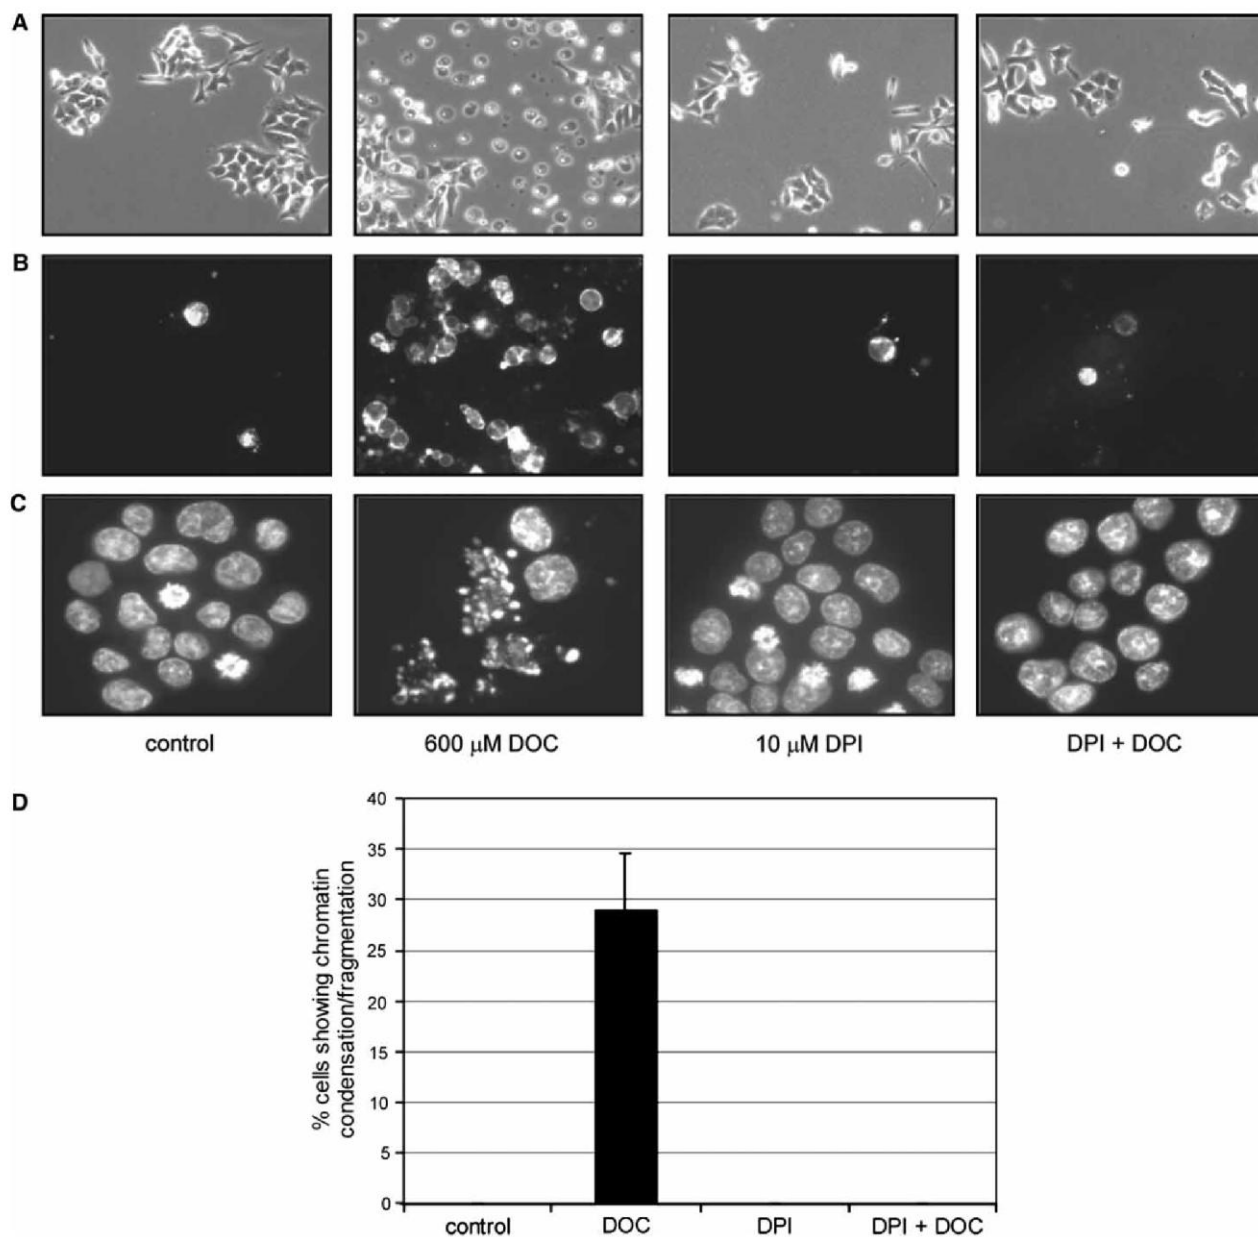 A
B
C
control
600 μM DOC
10 μM DPI
DPI + DOC
D
% cells showing chromatin
condensation/fragmentation
40
35
30
25
20
15
10
5
0
control
DOC
DPI
DPI + DOC